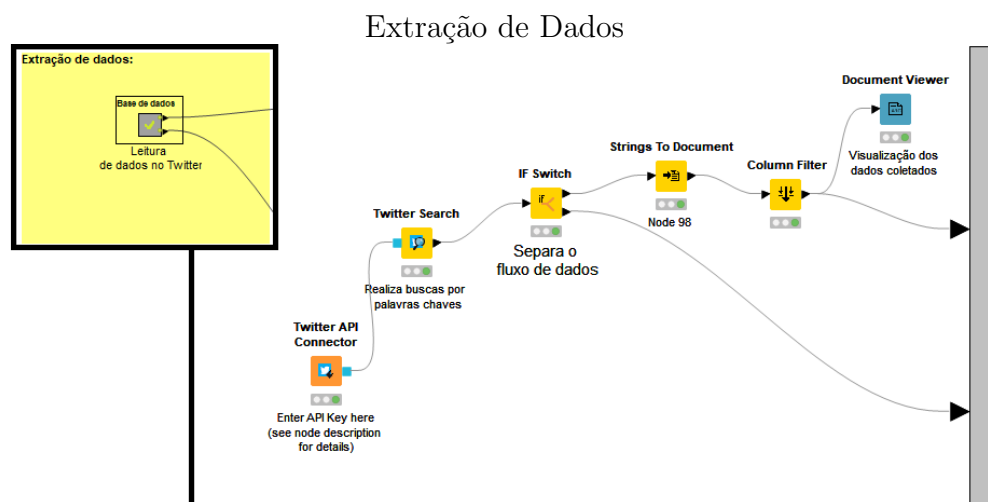 Extração de Dados
Extração de dados:
Base de dados
Leitura
de dados no Twitter
Twitter API
Connector
Enter API Key here
(see node description
for details)
Twitter Search
Realiza buscas por
palavras chaves
IF Switch
if
Separa o
fluxo de dados
Strings To Document
Node 98
Column Filter
Document Viewer
Visualização dos
dados coletados